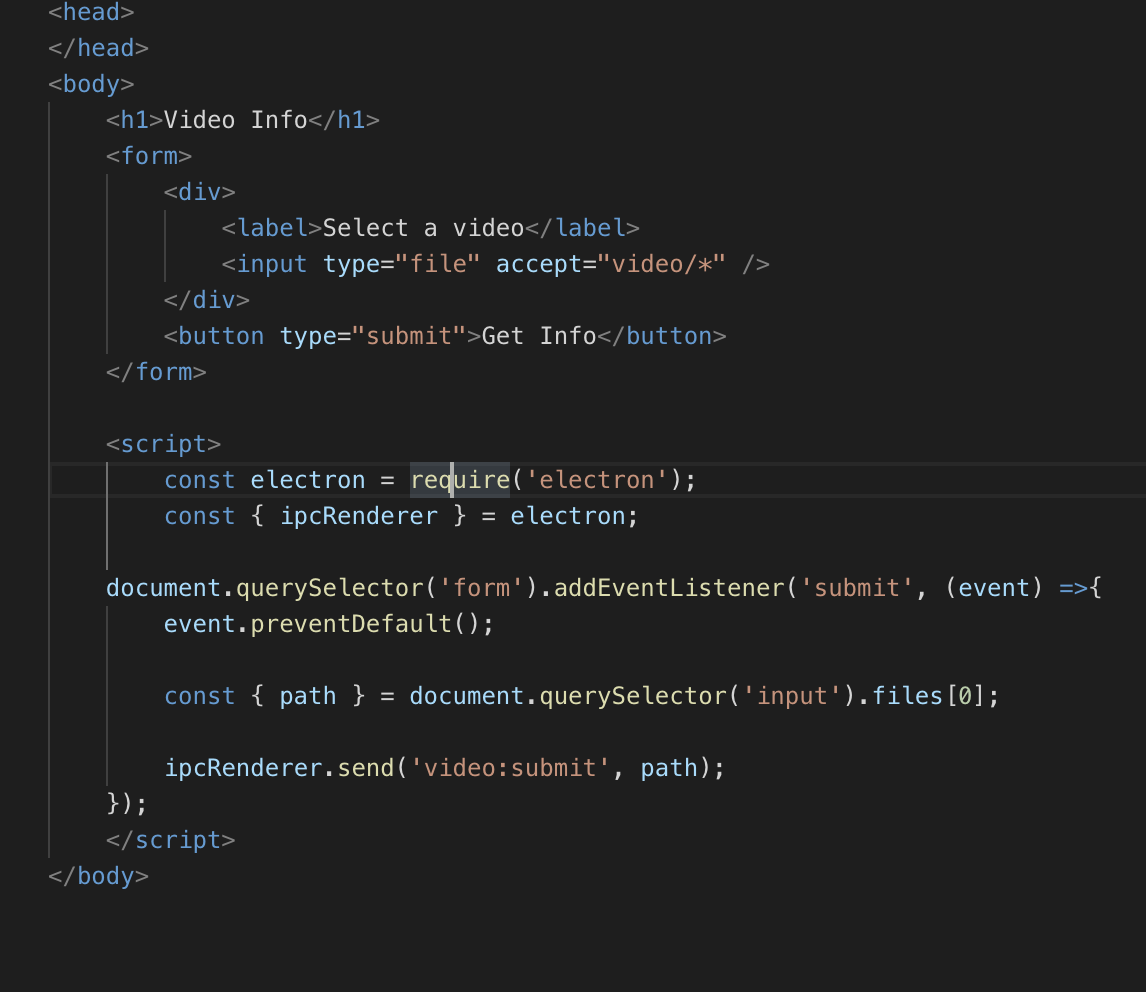 <head>
</head>
<body>
<h1>Video Info</h1>
<form>
<div>
<label>Select a video</label>
<input type="file" accept="video/*" />
</div>
<button type="submit">Get Info</button>
</form>
<script>
const electron = require('electron');
const { ipcRenderer } = electron;
document.querySelector('form').addEventListener('submit', (event) =>{
event.preventDefault();
const { path } = document.querySelector('input').files[0];
ipcRenderer.send('video:submit', path);
});
</script>
</body>